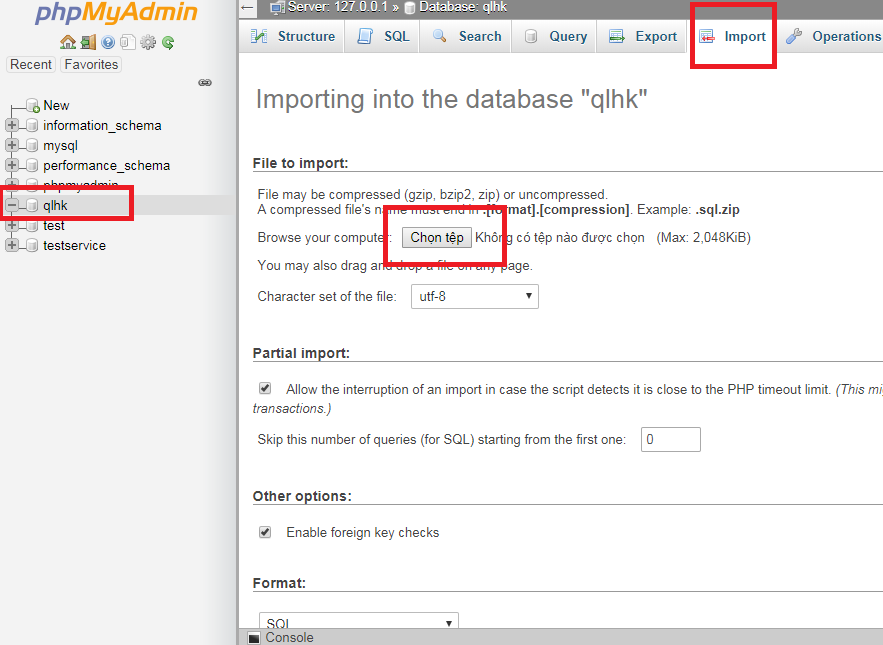 phpMyAdmin
Recent Favorites
New
information_schema
mysql
performance_schema
phpmyadmin
qlhk
test
testservice
Server: 127.0.0.1 » Database: qlhk
Structure SQL Search Query Export Import Operations
Importing into the database "qlhk"
File to import:
File may be compressed (gzip, bzip2, zip) or uncompressed.
A compressed file's name must end in .[format].[compression]. Example: .sql.zip
Browse your computer: Chọn tệp Không có tệp nào được chọn (Max: 2,048KiB)
You may also drag and drop a file on any page.
Character set of the file: utf-8
Partial import:
Allow the interruption of an import in case the script detects it is close to the PHP timeout limit. (This mi
transactions.)
Skip this number of queries (for SQL) starting from the first one: 0
Other options:
Enable foreign key checks
Format:
SQL
Console